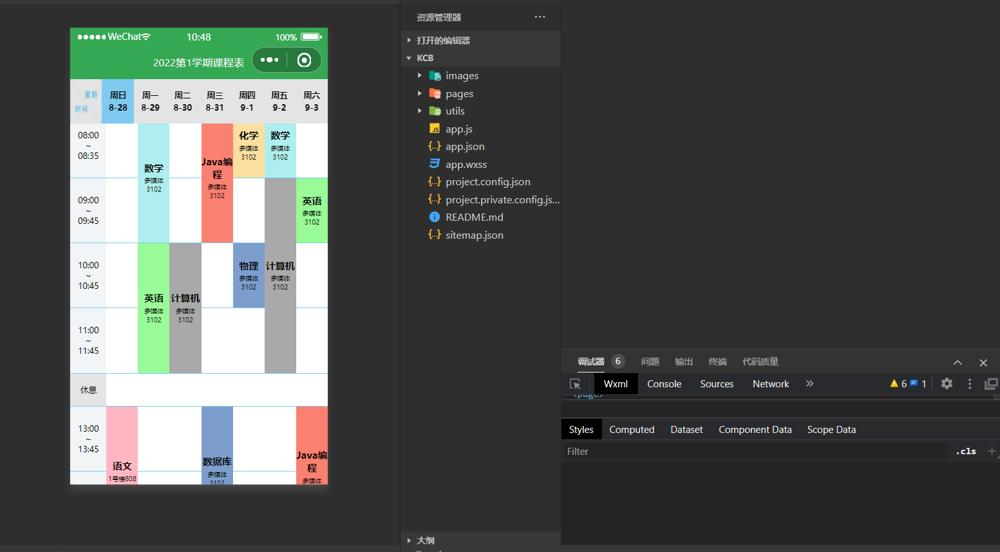 WeChat 10:48 100%
2022第1学期课程表
星期
时间
周日 周一 周二 周三 周四 周五 周六
8-28 8-29 8-30 8-31 9-1 9-2 9-3
08:00
~
08:35
09:00
~
09:45
10:00
~
10:45
11:00
~
11:45
休息
13:00
~
13:45
语文
1号楼808
数学
多媒体
3102
英语
多媒体
3102
计算机
多媒体
3102
Java编
程
多媒体
3102
数据库
多媒体
3102
化学
多媒体
3102
物理
多媒体
3102
数学
多媒体
3102
计算机
多媒体
3102
英语
多媒体
3102
Java编
程
多媒体
资源管理器
打开的编辑器
KCB
images
pages
utils
app.js
app.json
app.wxss
project.config.json
project.private.config.js...
README.md
sitemap.json
大纲
调试器 6 问题 输出 终端 代码质量
Wxml Console Sources Network 6 1
<page>
Styles Computed Dataset Component Data Scope Data
Filter .cls